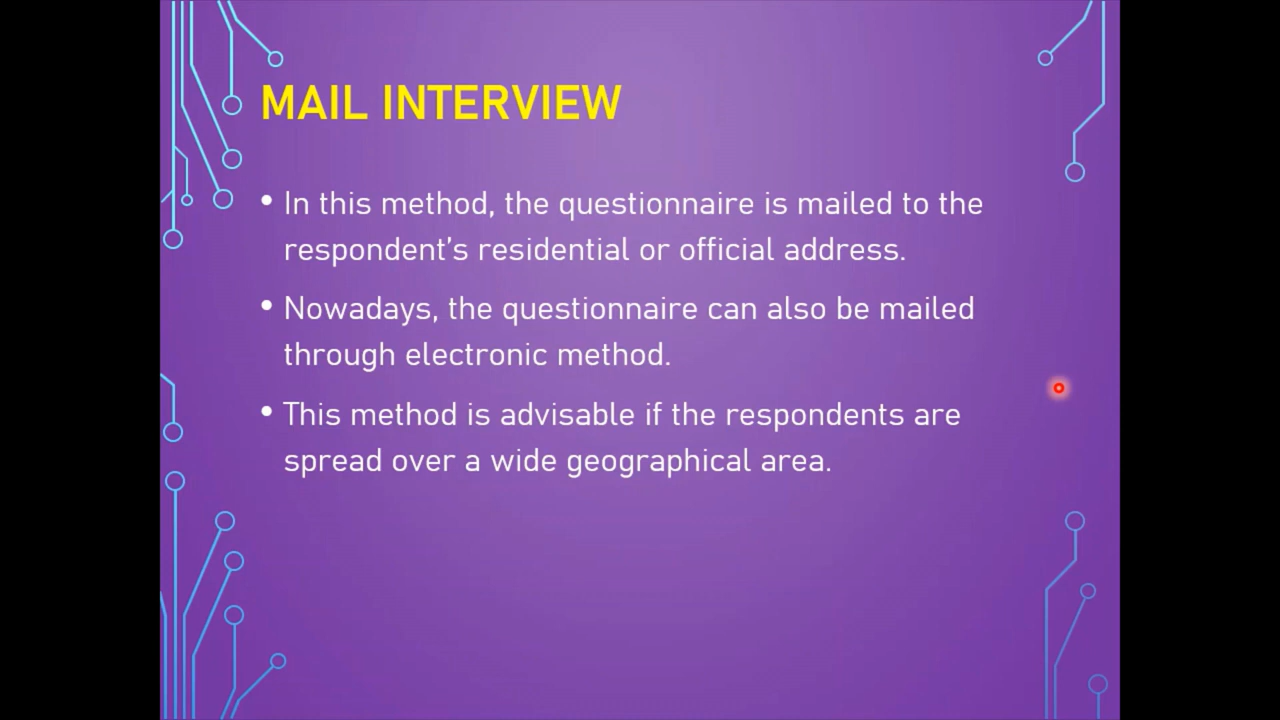 MAIL INTERVIEW
• In this method, the questionnaire is mailed to the
respondent's residential or official address.
• Nowadays, the questionnaire can also be mailed
through electronic method.
• This method is advisable if the respondents are
spread over a wide geographical area.